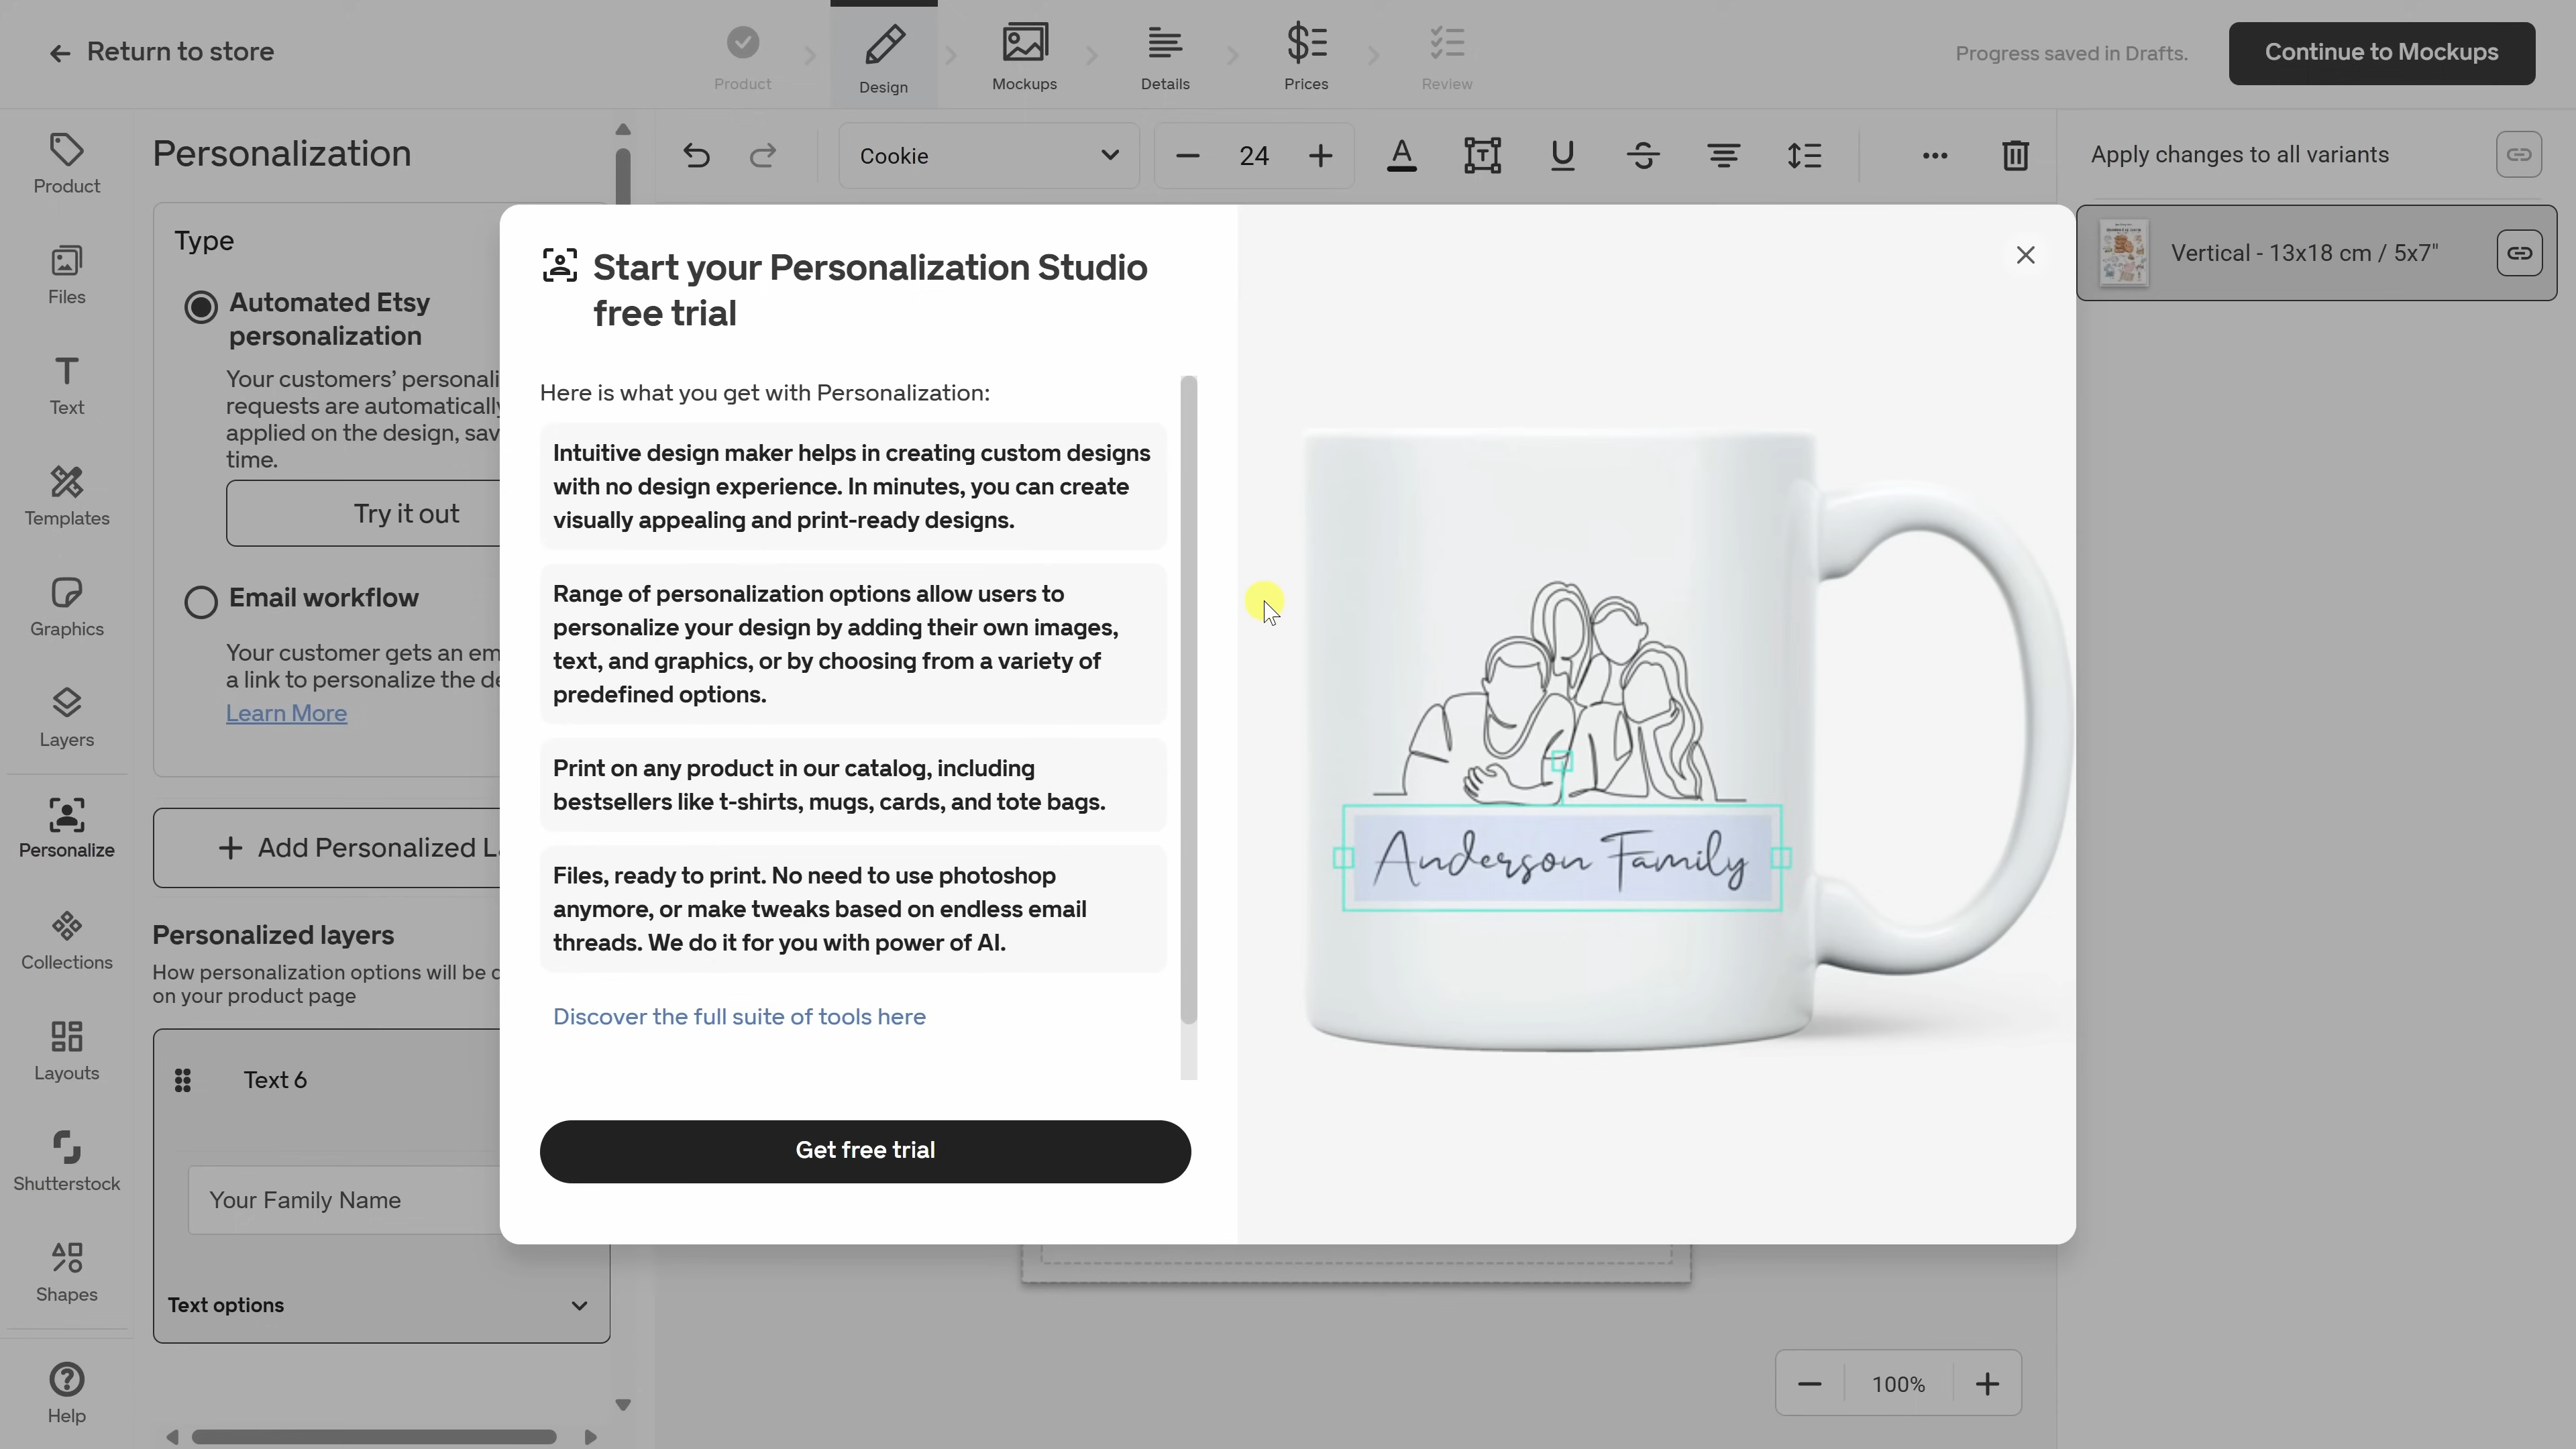 Return to store
Product
Design
Mockups
Details
Prices
Review
Progress saved in Drafts.
Continue to Mockups
Product
Files
Text
Templates
Graphics
Layers
Personalize
Collections
Layouts
Shutterstock
Shapes
Help
Personalization
Type
Automated Etsy
personalization
Your customers’ personali
requests are automatically
applied on the design, sav
time.
Try it out
Email workflow
Your customer gets an em
a link to personalize the de
Learn More
Add Personalized La
Personalized layers
How personalization options will be d
on your product page
Text 6
Your Family Name
Text options
Cookie
24
Apply changes to all variants
Vertical - 13x18 cm / 5x7"
Start your Personalization Studio
free trial
Here is what you get with Personalization:
Intuitive design maker helps in creating custom designs
with no design experience. In minutes, you can create
visually appealing and print-ready designs.
Range of personalization options allow users to
personalize your design by adding their own images,
text, and graphics, or by choosing from a variety of
predefined options.
Print on any product in our catalog, including
bestsellers like t-shirts, mugs, cards, and tote bags.
Files, ready to print. No need to use photoshop
anymore, or make tweaks based on endless email
threads. We do it for you with power of AI.
Discover the full suite of tools here
Get free trial
Anderson Family
100%